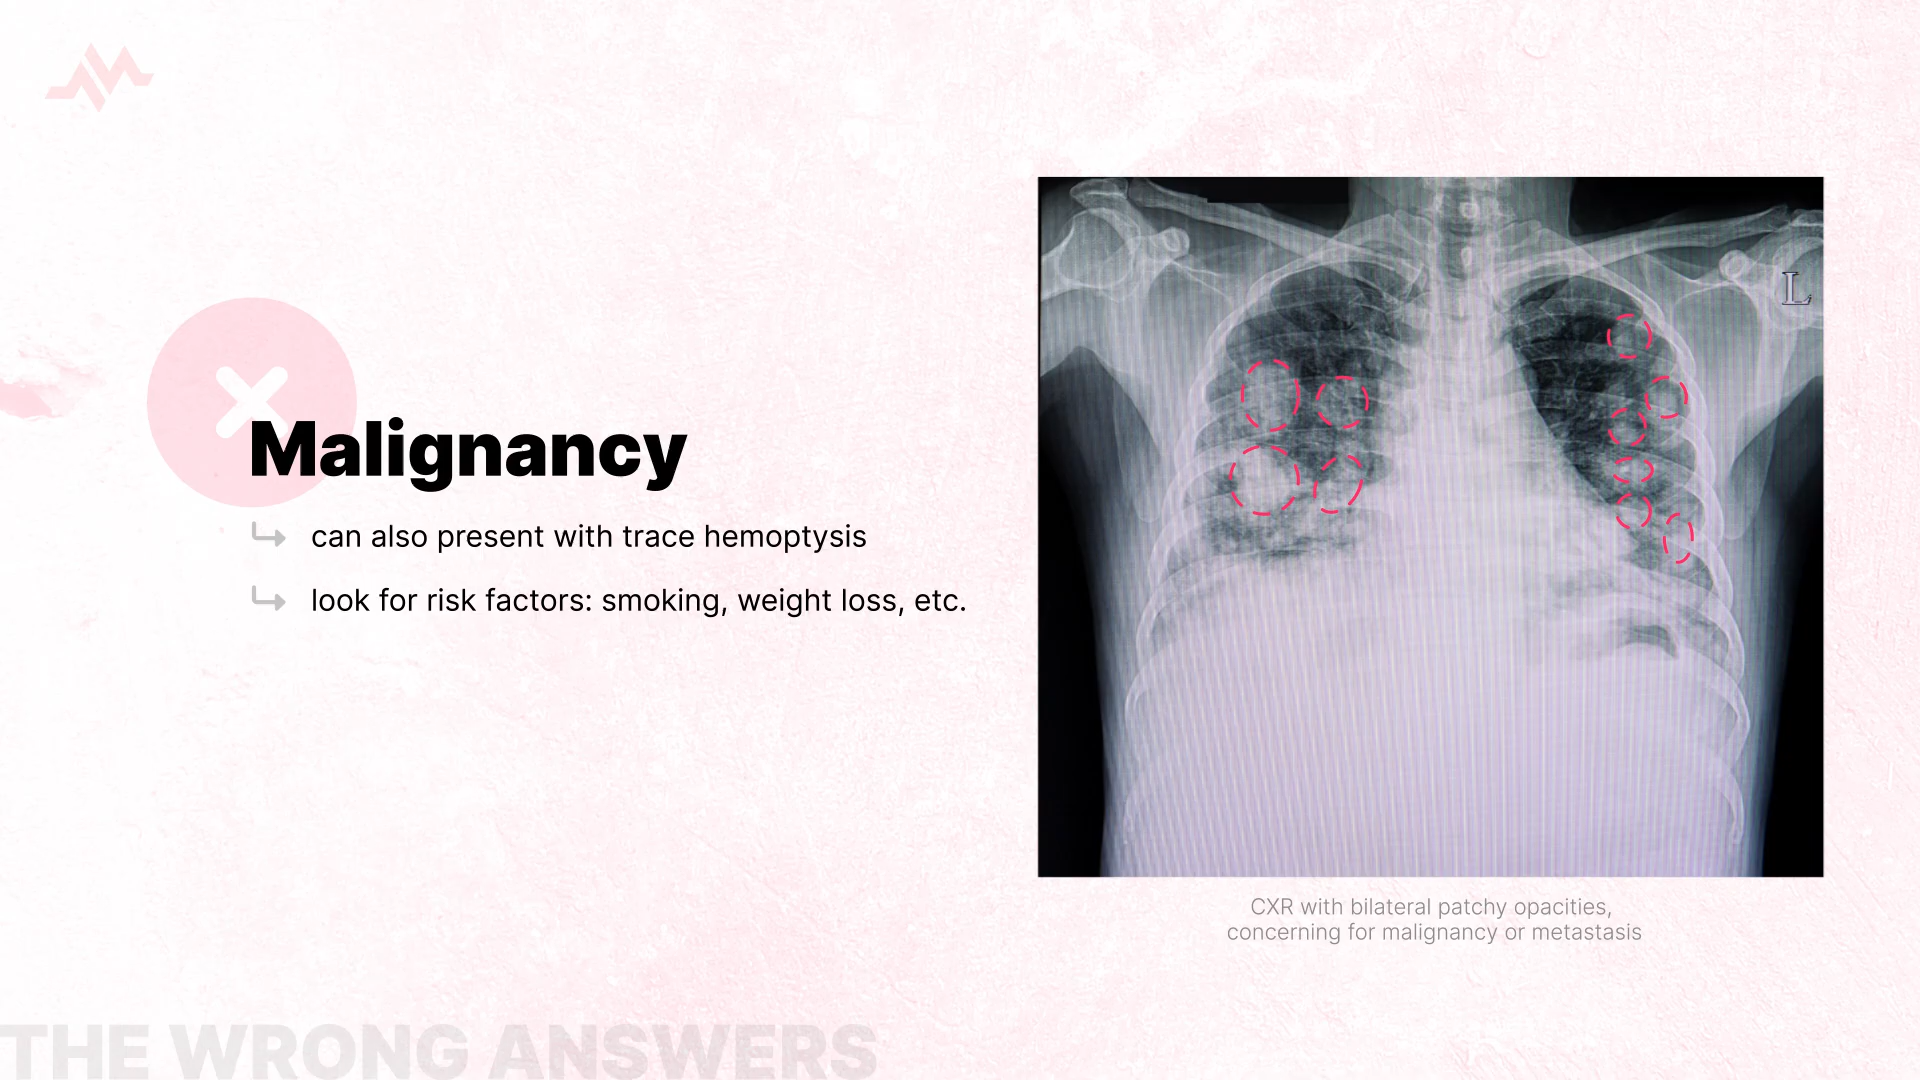 Malignancy
can also present with trace hemoptysis
look for risk factors: smoking, weight loss, etc.
L
CXR with bilateral patchy opacities,
concerning for malignancy or metastasis
THE WRONG ANSWERS